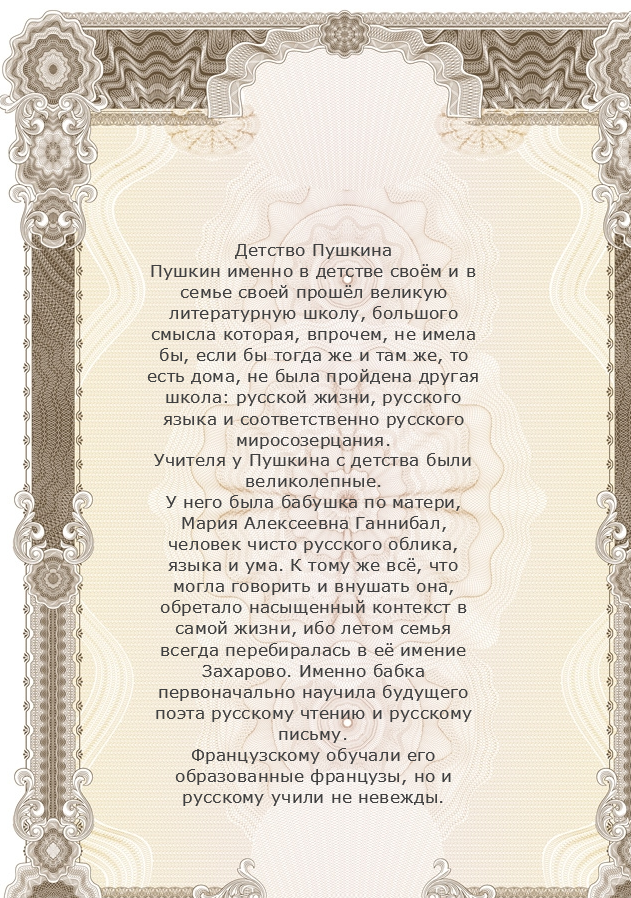 Детство Пушкина
Пушкин именно в детстве своём и в
семье своей прошёл великую
литературную школу, большого
смысла которая, впрочем, не имела
бы, если бы тогда же и там же, то
есть дома, не была пройдена другая
школа: русской жизни, русского
языка и соответственно русского
миросозерцания.
Учителя у Пушкина с детства были
великолепные.
У него была бабушка по матери,
Мария Алексеевна Ганнибал,
человек чисто русского облика,
языка и ума. К тому же всё, что
могла говорить и внушать она,
обретало насыщенный контекст в
самой жизни, ибо летом семья
всегда перебиралась в её имение
Захарово. Именно бабка
первоначально научила будущего
поэта русскому чтению и русскому
письму.
Французскому обучали его
образованные французы, но и
русскому учили не невежды.